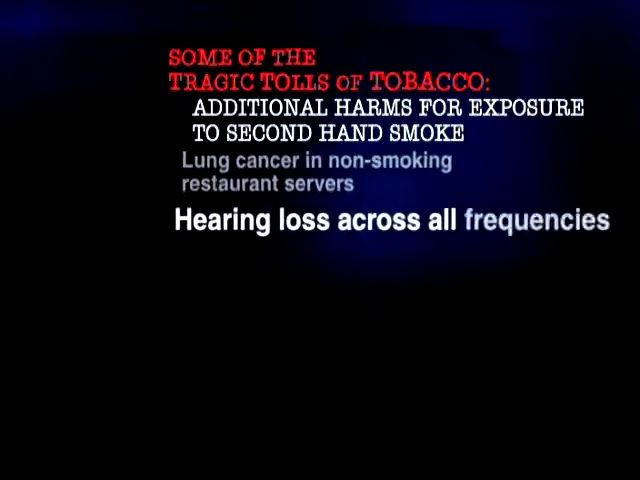 SOME OF THE
TRAGIC TOLLS OF TOBACCO:
ADDITIONAL HARMS FOR EXPOSURE
TO SECOND HAND SMOKE
Lung cancer in non-smoking
restaurant servers
Hearing loss across all frequencies